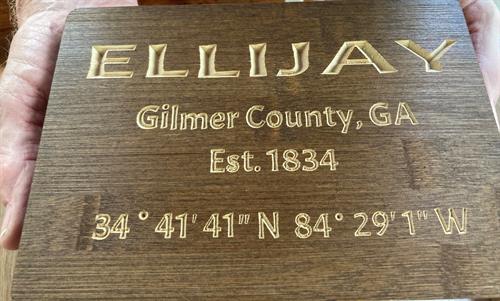 ELLIJAY
Gilmer County, GA
Est. 1834
34° 41' 41" N 84° 29' 1" W